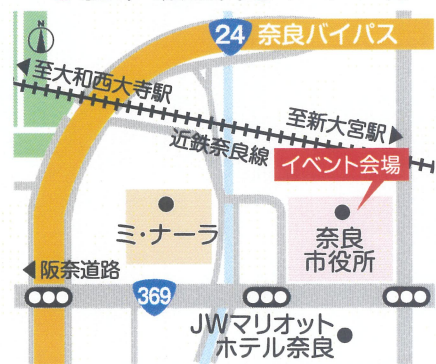 N
24 奈良バイパス
至大和西大寺駅
至新大宮駅
近鉄奈良線
イベント会場
ミ・ナーラ
奈良
市役所
阪奈道路
369
JWマリオット
ホテル奈良